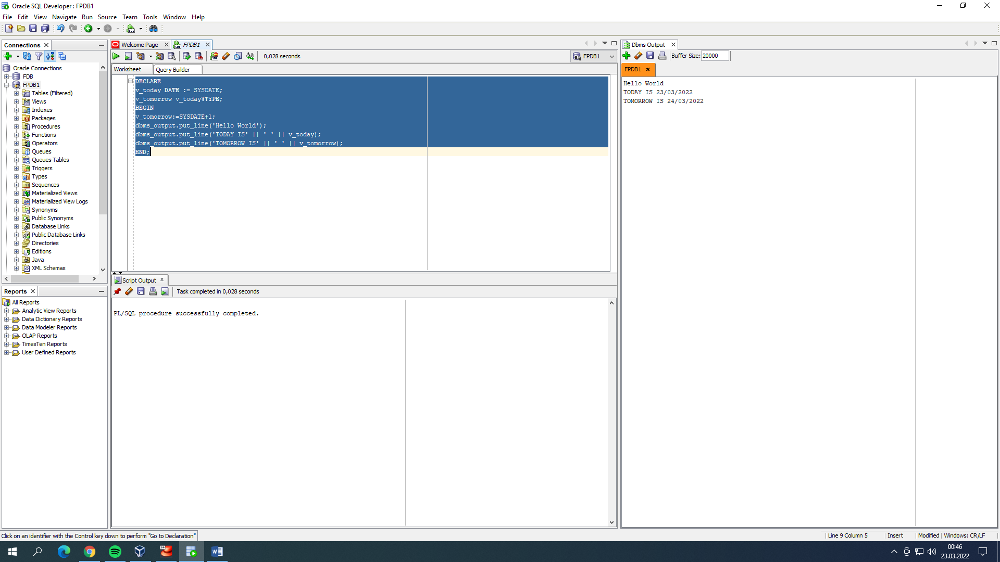 Oracle SQL Developer : FPDB1
File Edit View Navigate Run Source Team Tools Window Help
Connections
Oracle Connections
FDB
FPDB1
Tables (Filtered)
Views
Indexes
Packages
Procedures
Functions
Operators
Queues
Queues Tables
Triggers
Types
Sequences
Materialized Views
Materialized View Logs
Synonyms
Public Synonyms
Database Links
Public Database Links
Directories
Editions
Java
XML Schemas
Reports
All Reports
Analytic View Reports
Data Dictionary Reports
Data Modeler Reports
OLAP Reports
TimesTen Reports
User Defined Reports
Welcome Page
FPDB1
0,028 seconds
FPDB1
Worksheet
Query Builder
DECLARE
v_today DATE := SYSDATE;
v_tomorrow v_today%TYPE;
BEGIN
v_tomorrow:=SYSDATE+1;
dbms_output.put_line('Hello World');
dbms_output.put_line('TODAY IS' || ' ' || v_today);
dbms_output.put_line('TOMORROW IS' || ' ' || v_tomorrow);
END;
Script Output
Task completed in 0,028 seconds
PL/SQL procedure successfully completed.
Dbms Output
Buffer Size: 20000
FPDB1
Hello World
TODAY IS 23/03/2022
TOMORROW IS 24/03/2022
Click on an identifier with the Control key down to perform "Go to Declaration"
Line 9 Column 5
Insert
Modified
Windows: CR/LF
00:46
23.03.2022